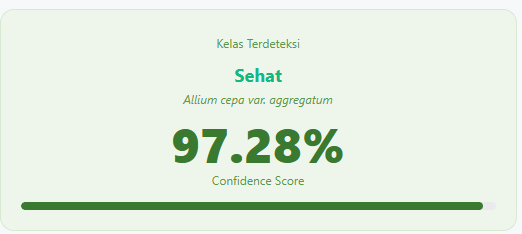 Kelas Terdeteksi
Sehat
Allium cepa var. aggregatum
97.28%
Confidence Score